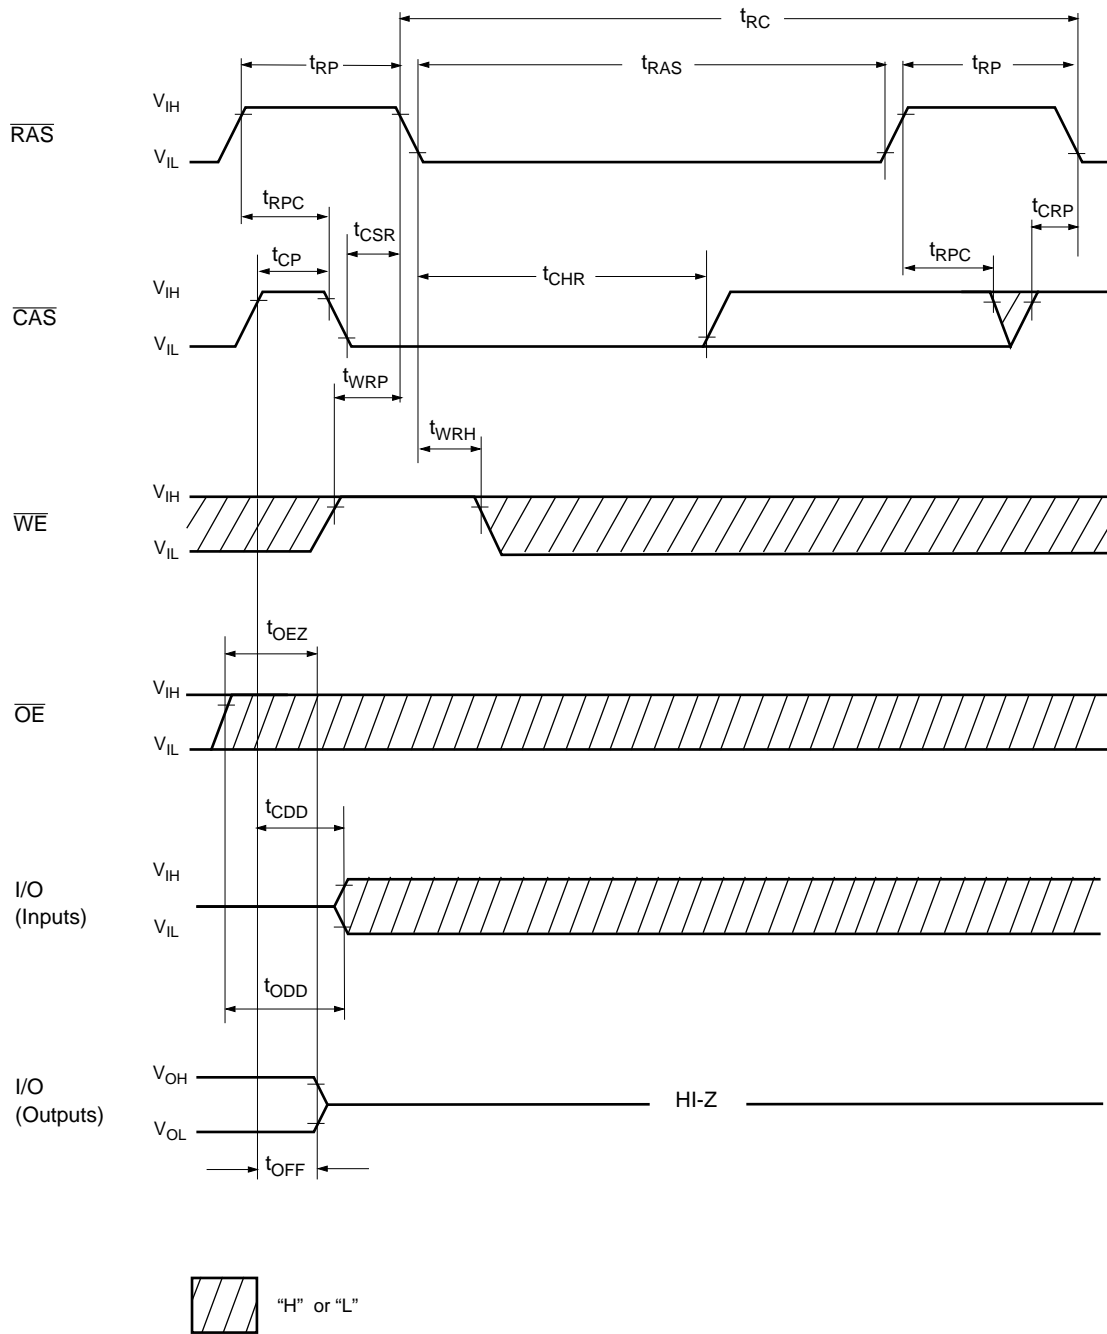 tRC
tRP tRAS tRP
VIH
RAS
VIL
tRPC tCSR tCRP
tCP tCHR tRPC
VIH
CAS
VIL
tWRP
tWRH
VIH
WE
VIL
tOEZ
VIH
OE
VIL
tCDD
VIH
I/O
(Inputs)
VIL
tODD
VOH
I/O
(Outputs)
HI-Z
VOL
tOFF
“H” or “L”